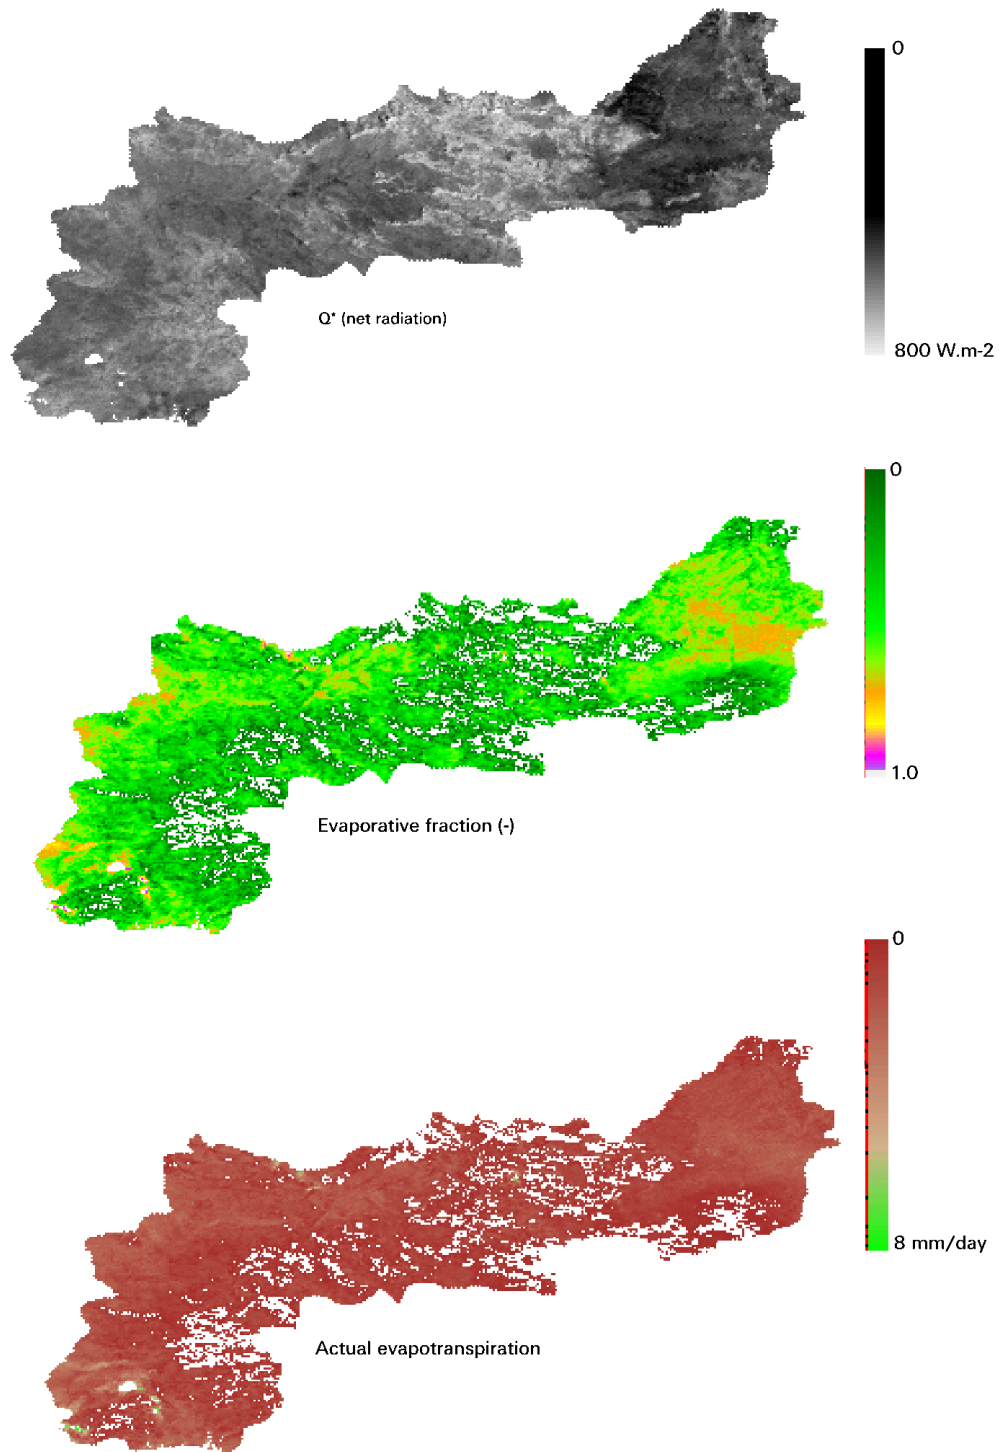 0
800 W.m-2
Q* (net radiation)
0
1.0
Evaporative fraction (-)
0
8 mm/day
Actual evapotranspiration